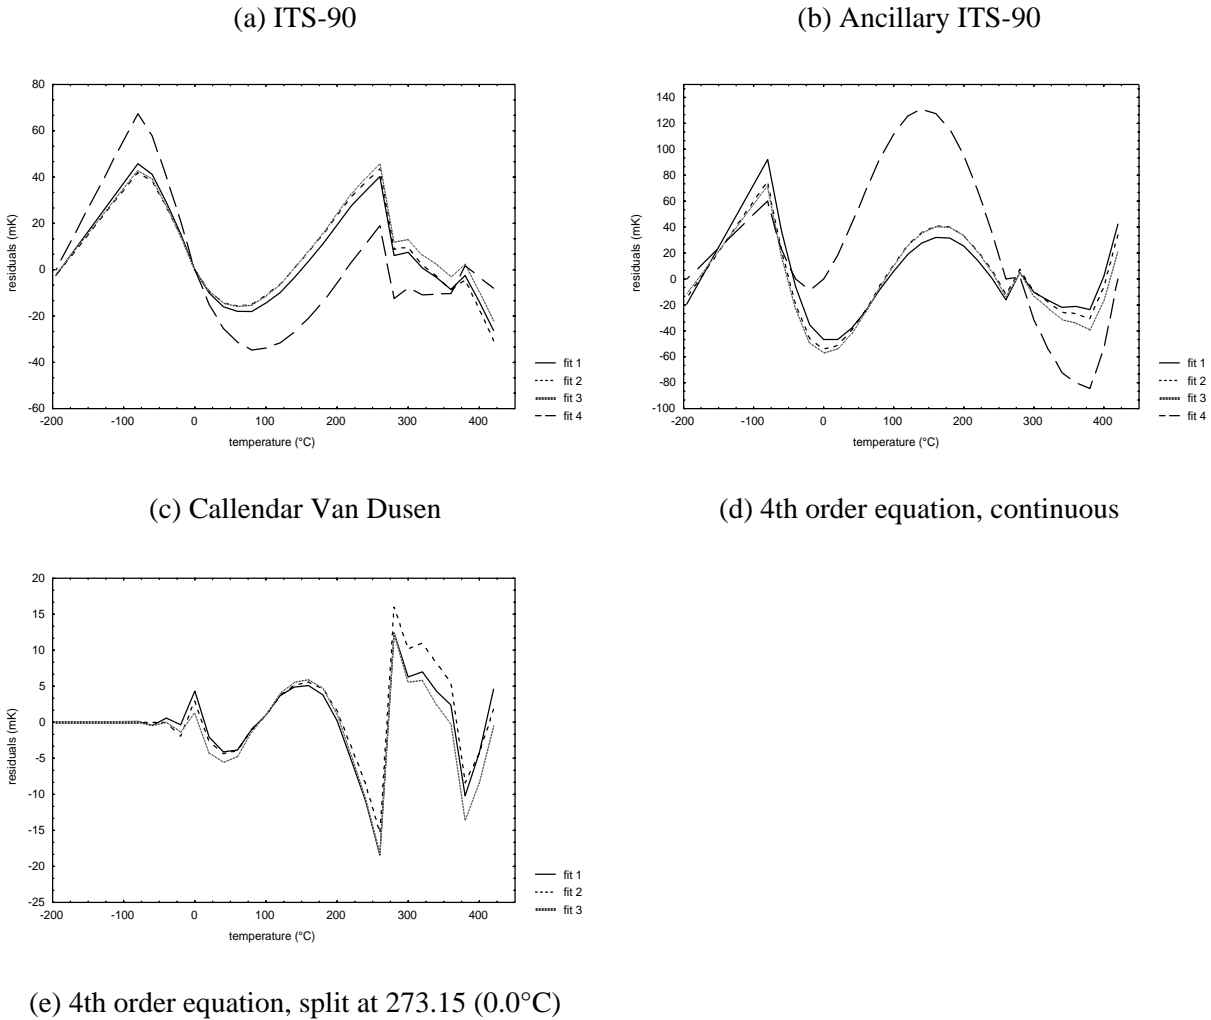 (a) ITS-90
(b) Ancillary ITS-90
80
60
40
20
0
-20
-40
-60
residuals (mK)
-200 -100 0 100 200 300 400
temperature (°C)
fit 1
fit 2
fit 3
fit 4
140
120
100
80
60
40
20
0
-20
-40
-60
-80
-100
residuals (mK)
-200 -100 0 100 200 300 400
temperature (°C)
fit 1
fit 2
fit 3
fit 4
(c) Callendar Van Dusen
(d) 4th order equation, continuous
20
15
10
5
0
-5
-10
-15
-20
-25
residuals (mK)
-200 -100 0 100 200 300 400
temperature (°C)
fit 1
fit 2
fit 3
(e) 4th order equation, split at 273.15 (0.0°C)